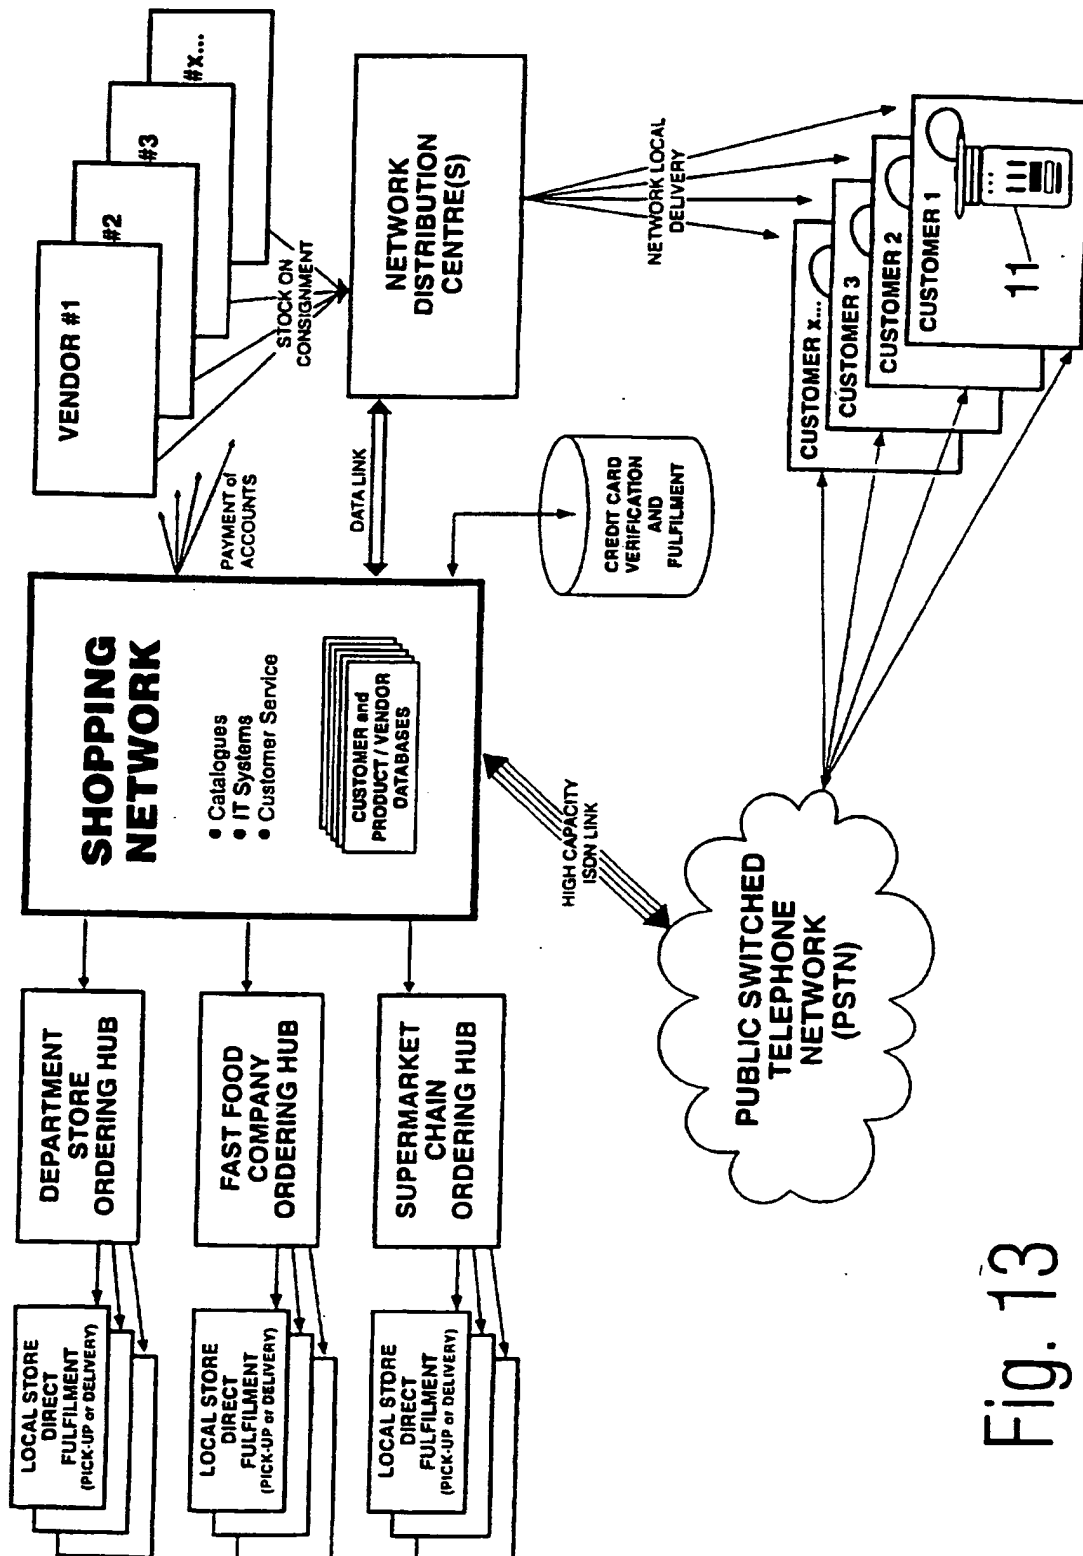 LOCAL STORE
DIRECT
FULFILMENT
(PICK-UP or DELIVERY)
LOCAL STORE
DIRECT
FULFILMENT
(PICK-UP or DELIVERY)
LOCAL STORE
DIRECT
FULFILMENT
(PICK-UP or DELIVERY)
DEPARTMENT
STORE
ORDERING HUB
FAST FOOD
COMPANY
ORDERING HUB
SUPERMARKET
CHAIN
ORDERING HUB
SHOPPING
NETWORK
• Catalogues
• IT Systems
• Customer Service
CUSTOMER and
PRODUCT / VENDOR
DATABASES
PAYMENT of
ACCOUNTS
DATA LINK
HIGH CAPACITY
ISDN LINK
VENDOR #1
#2
#3
#x...
STOCK ON
CONSIGNMENT
NETWORK
DISTRIBUTION
CENTRE(S)
CREDIT CARD
VERIFICATION
AND
FULFILMENT
NETWORK LOCAL
DELIVERY
PUBLIC SWITCHED
TELEPHONE
NETWORK
(PSTN)
CUSTOMER x...
CUSTOMER 3
CUSTOMER 2
CUSTOMER 1
11
Fig. 13